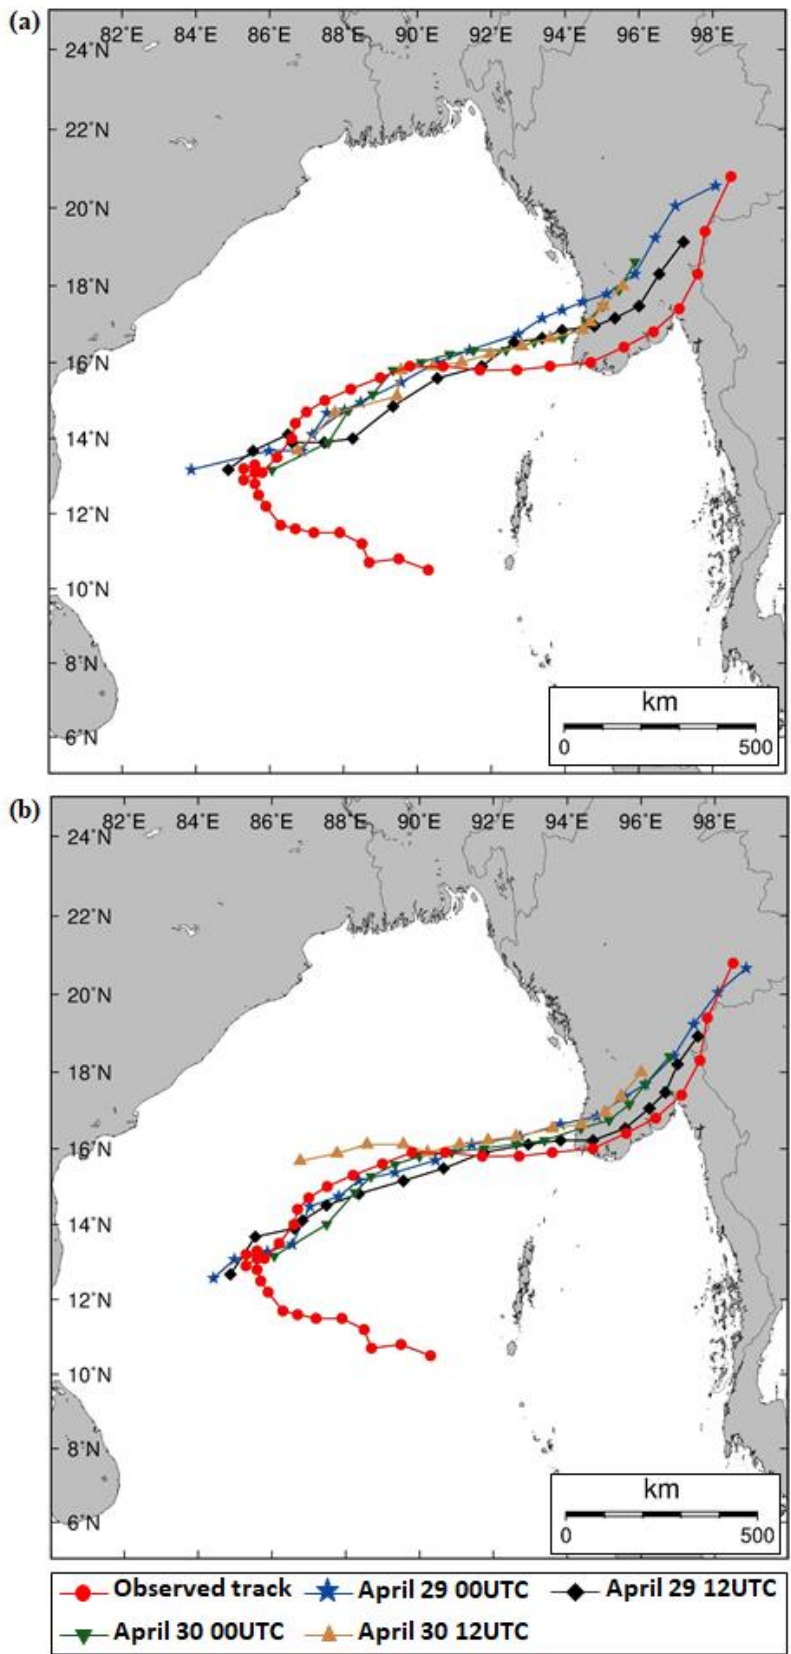 (a)
82°E 84°E 86°E 88°E 90°E 92°E 94°E 96°E 98°E
24°N
22°N
20°N
18°N
16°N
14°N
12°N
10°N
8°N
6°N
km
0 500
(b)
82°E 84°E 86°E 88°E 90°E 92°E 94°E 96°E 98°E
24°N
22°N
20°N
18°N
16°N
14°N
12°N
10°N
8°N
6°N
km
0 500
Observed track April 29 00UTC April 29 12UTC
April 30 00UTC April 30 12UTC